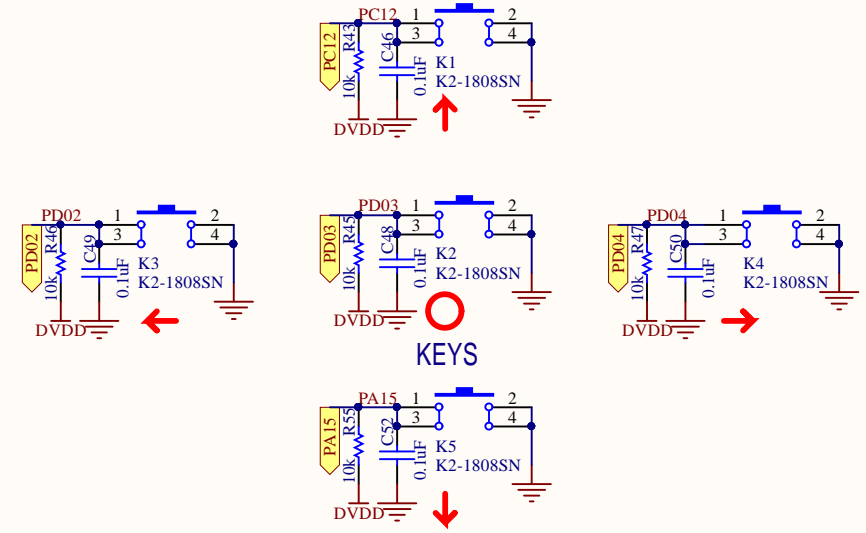 PC12
PC12
R43
10k
DVDD
C46
0.1uF
1
3
2
4
K1
K2-1808SN
PD02
PD02
R46
10k
DVDD
C49
0.1uF
1
3
2
4
K3
K2-1808SN
PD03
PD03
R45
10k
DVDD
C48
0.1uF
1
3
2
4
K2
K2-1808SN
KEYS
PD04
PD04
R47
10k
DVDD
C50
0.1uF
1
3
2
4
K4
K2-1808SN
PA15
PA15
R55
10k
DVDD
C52
0.1uF
1
3
2
4
K5
K2-1808SN